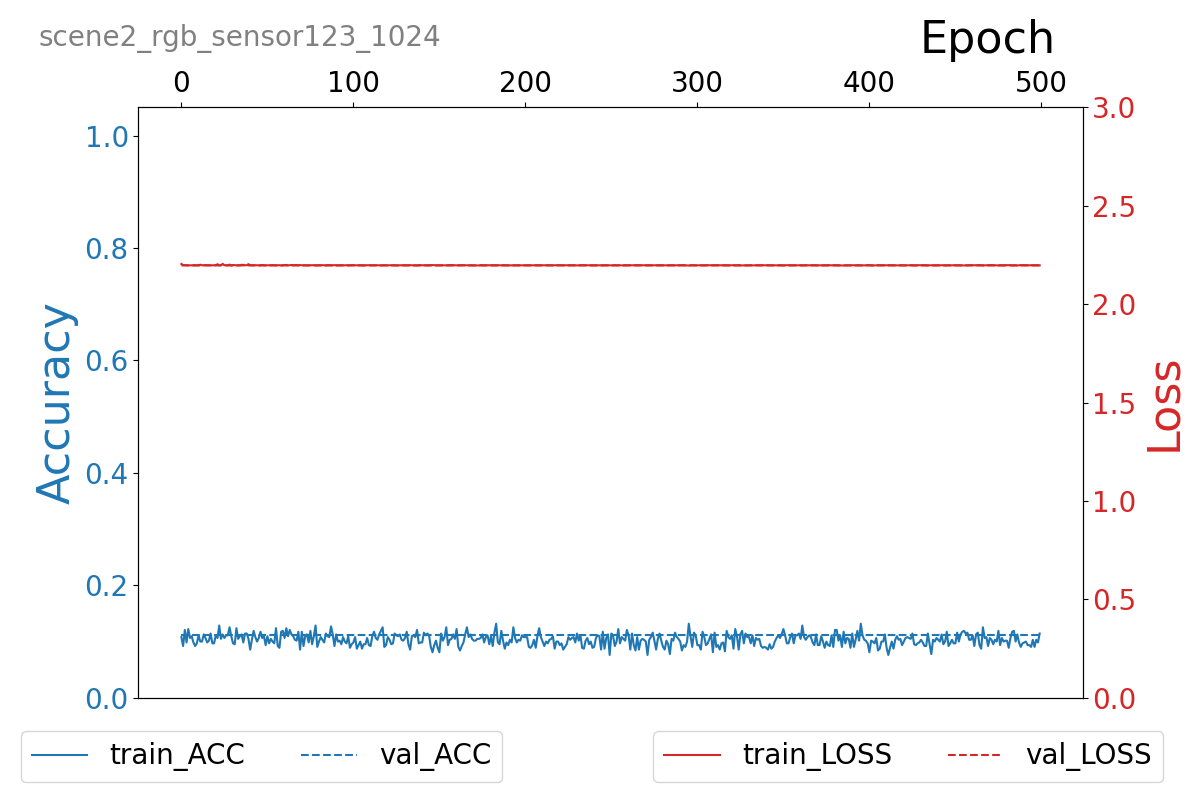 scene2_rgb_sensor123_1024
Epoch
0 100 200 300 400 500
1.0
0.8
0.6
0.4
0.2
0.0
Accuracy
3.0
2.5
2.0
1.5
1.0
0.5
0.0
Loss
train_ACC val_ACC
train_LOSS val_LOSS